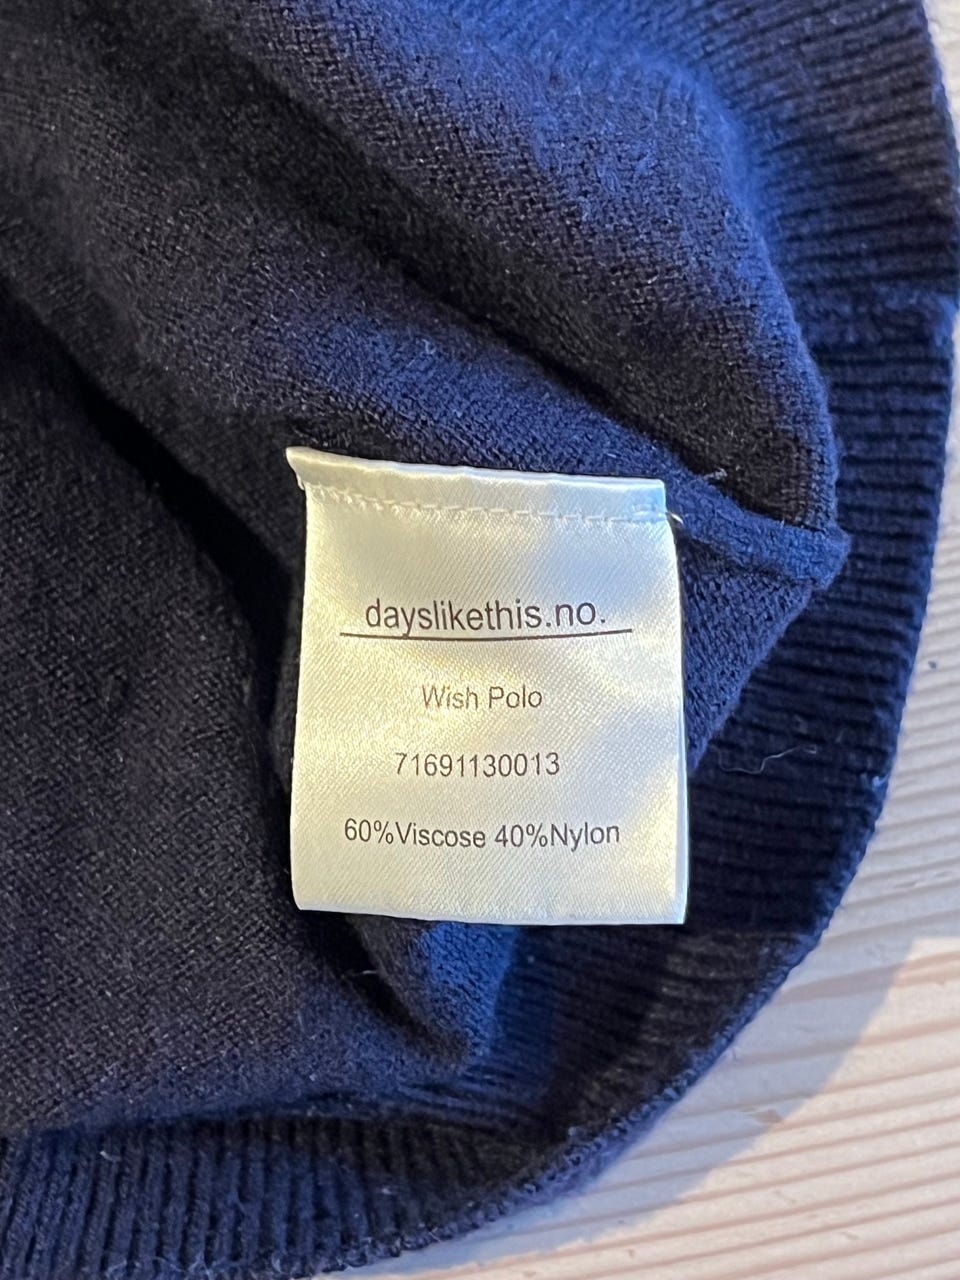 dayslikethis.no.
Wish Polo
71691130013
60%Viscose 40%Nylon